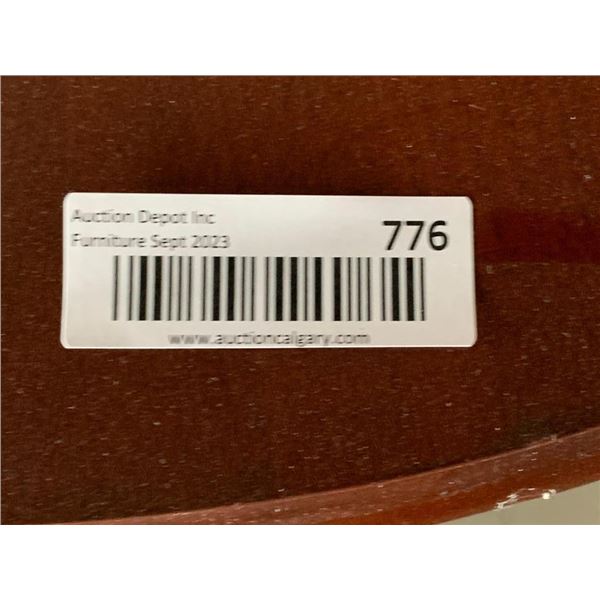 Auction Depot Inc
Furniture Sept 2023
776
www.auctioncalgary.com